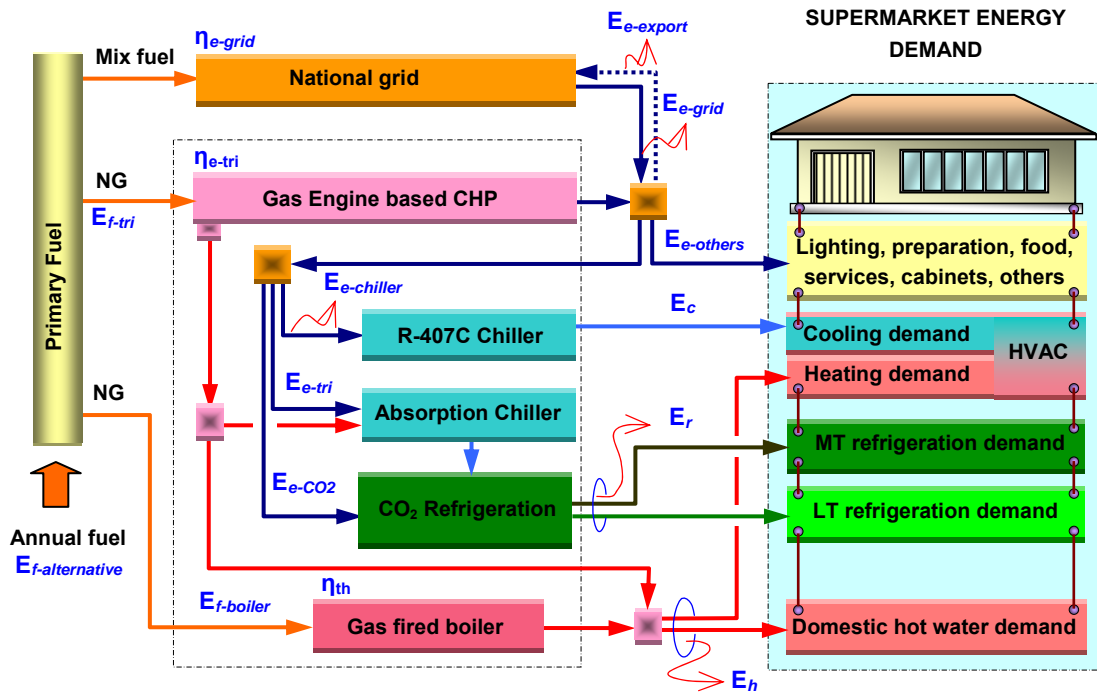 SUPERMARKET ENERGY
DEMAND
ηe-grid
Ee-export
Mix fuel
National grid
Ee-grid
ηe-tri
NG
Ef-tri
Gas Engine based CHP
Ee-others
Lighting, preparation, food,
services, cabinets, others
Ee-chiller
Ec
R-407C Chiller
Cooling demand
HVAC
Heating demand
Primary Fuel
Ee-tri
NG
Absorption Chiller
Er
MT refrigeration demand
Ee-CO2
CO₂ Refrigeration
LT refrigeration demand
Annual fuel
Ef-alternative
ηth
Ef-boiler
Gas fired boiler
Domestic hot water demand
Eh